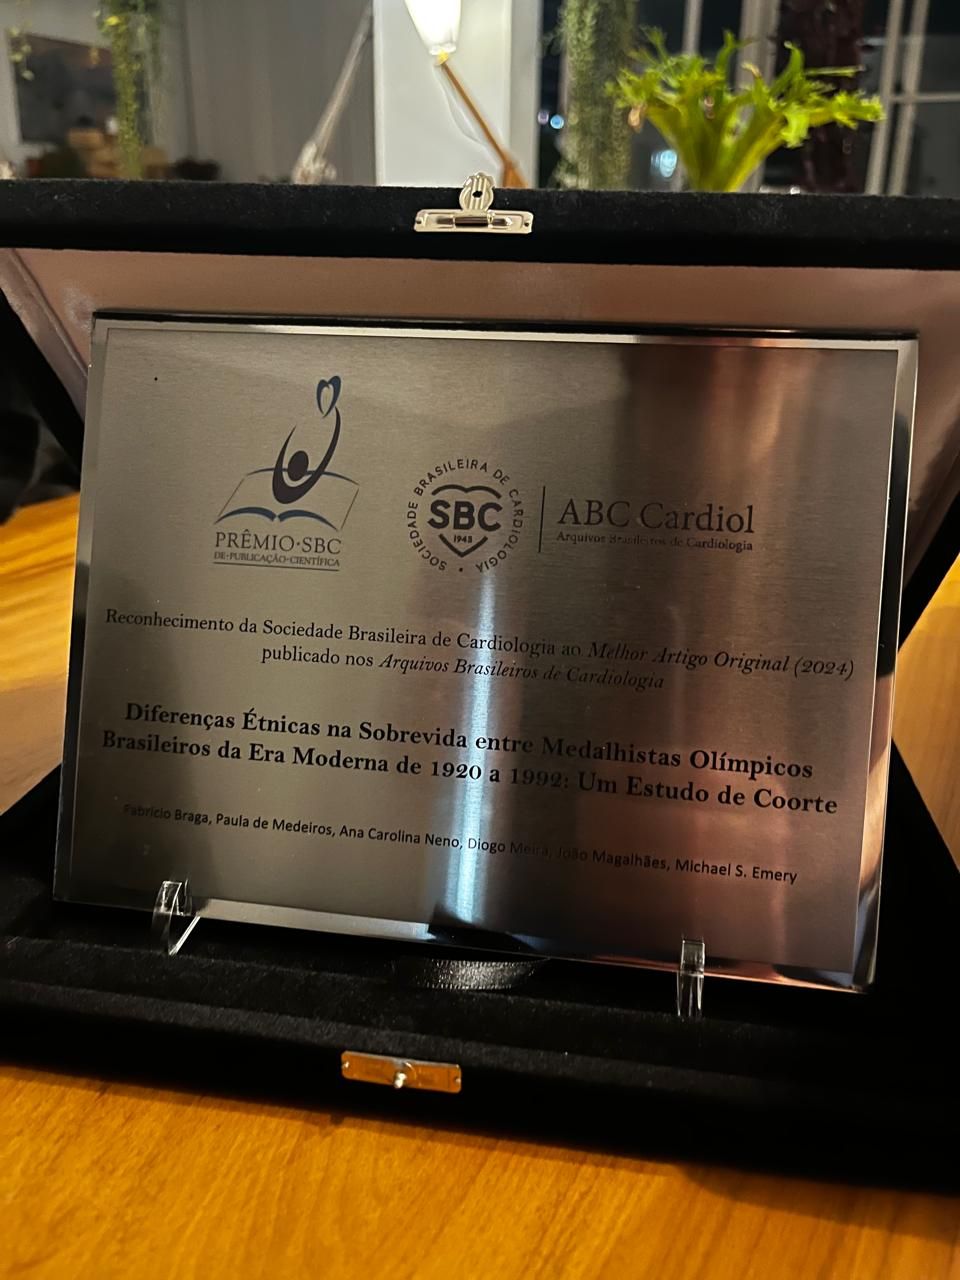 PRÊMIO·SBC
DE·PUBLICAÇÃO·CIENTÍFICA
SOCIEDADE BRASILEIRA DE CARDIOLOGIA
SBC
1943
ABC Cardiol
Arquivos Brasileiros de Cardiologia
Reconhecimento da Sociedade Brasileira de Cardiologia ao Melhor Artigo Original (2024)
publicado nos Arquivos Brasileiros de Cardiologia
Diferenças Étnicas na Sobrevida entre Medalhistas Olímpicos
Brasileiros da Era Moderna de 1920 a 1992: Um Estudo de Coorte
Fabrício Braga, Paula de Medeiros, Ana Carolina Neno, Diogo Meira, João Magalhães, Michael S. Emery